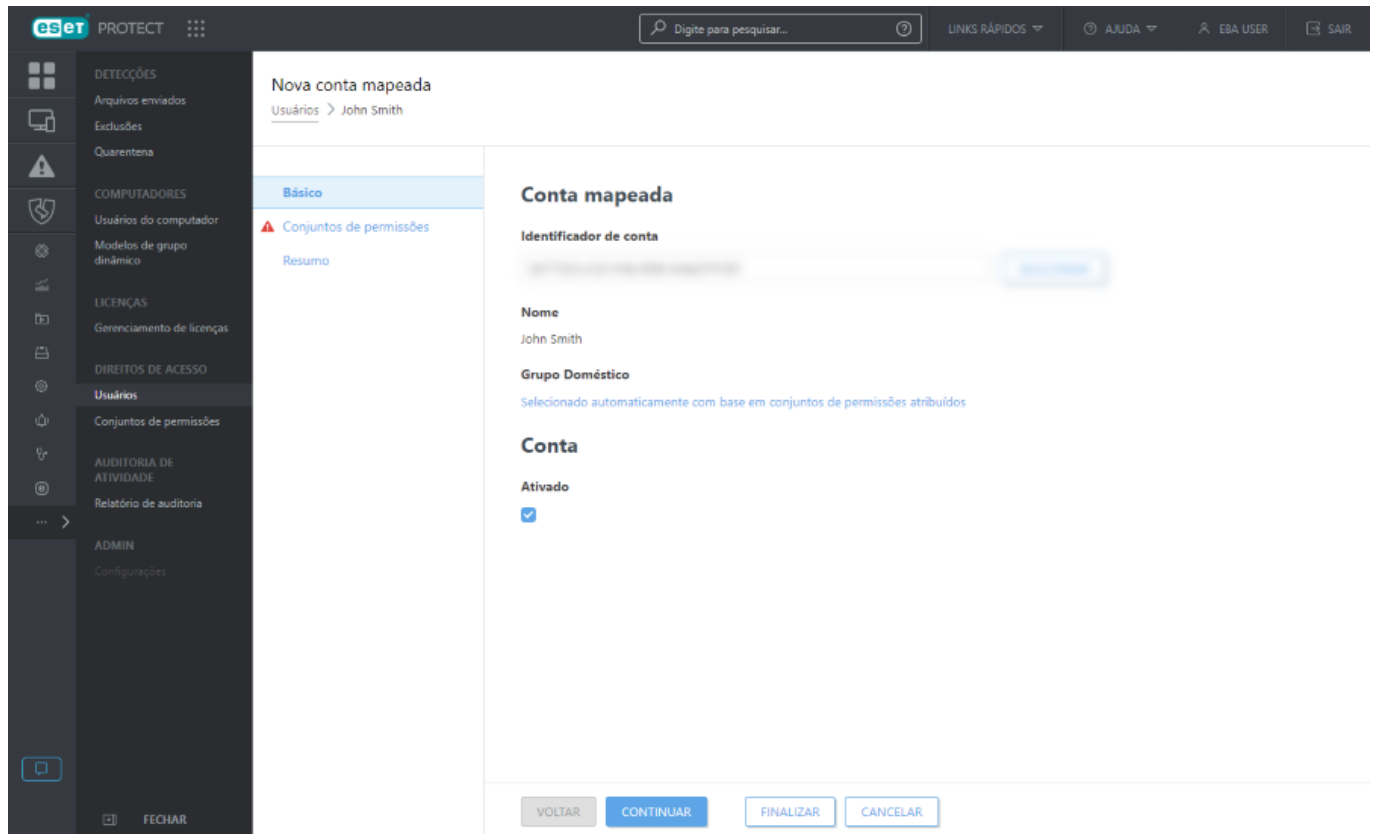 eset PROTECT
Digite para pesquisar...
LINKS RÁPIDOS
AJUDA
EBA USER
SAIR
DETECÇÕES
Arquivos enviados
Exclusões
Quarentena
COMPUTADORES
Usuários do computador
Modelos de grupo
dinâmico
LICENÇAS
Gerenciamento de licenças
DIREITOS DE ACESSO
Usuários
Conjuntos de permissões
AUDITORIA DE
ATIVIDADE
Relatório de auditoria
ADMIN
Configurações
FECHAR
Nova conta mapeada
Usuários > John Smith
Básico
Conjuntos de permissões
Resumo
Conta mapeada
Identificador de conta
Nome
John Smith
Grupo Doméstico
Selecionado automaticamente com base em conjuntos de permissões atribuídos
Conta
Ativado
VOLTAR
CONTINUAR
FINALIZAR
CANCELAR